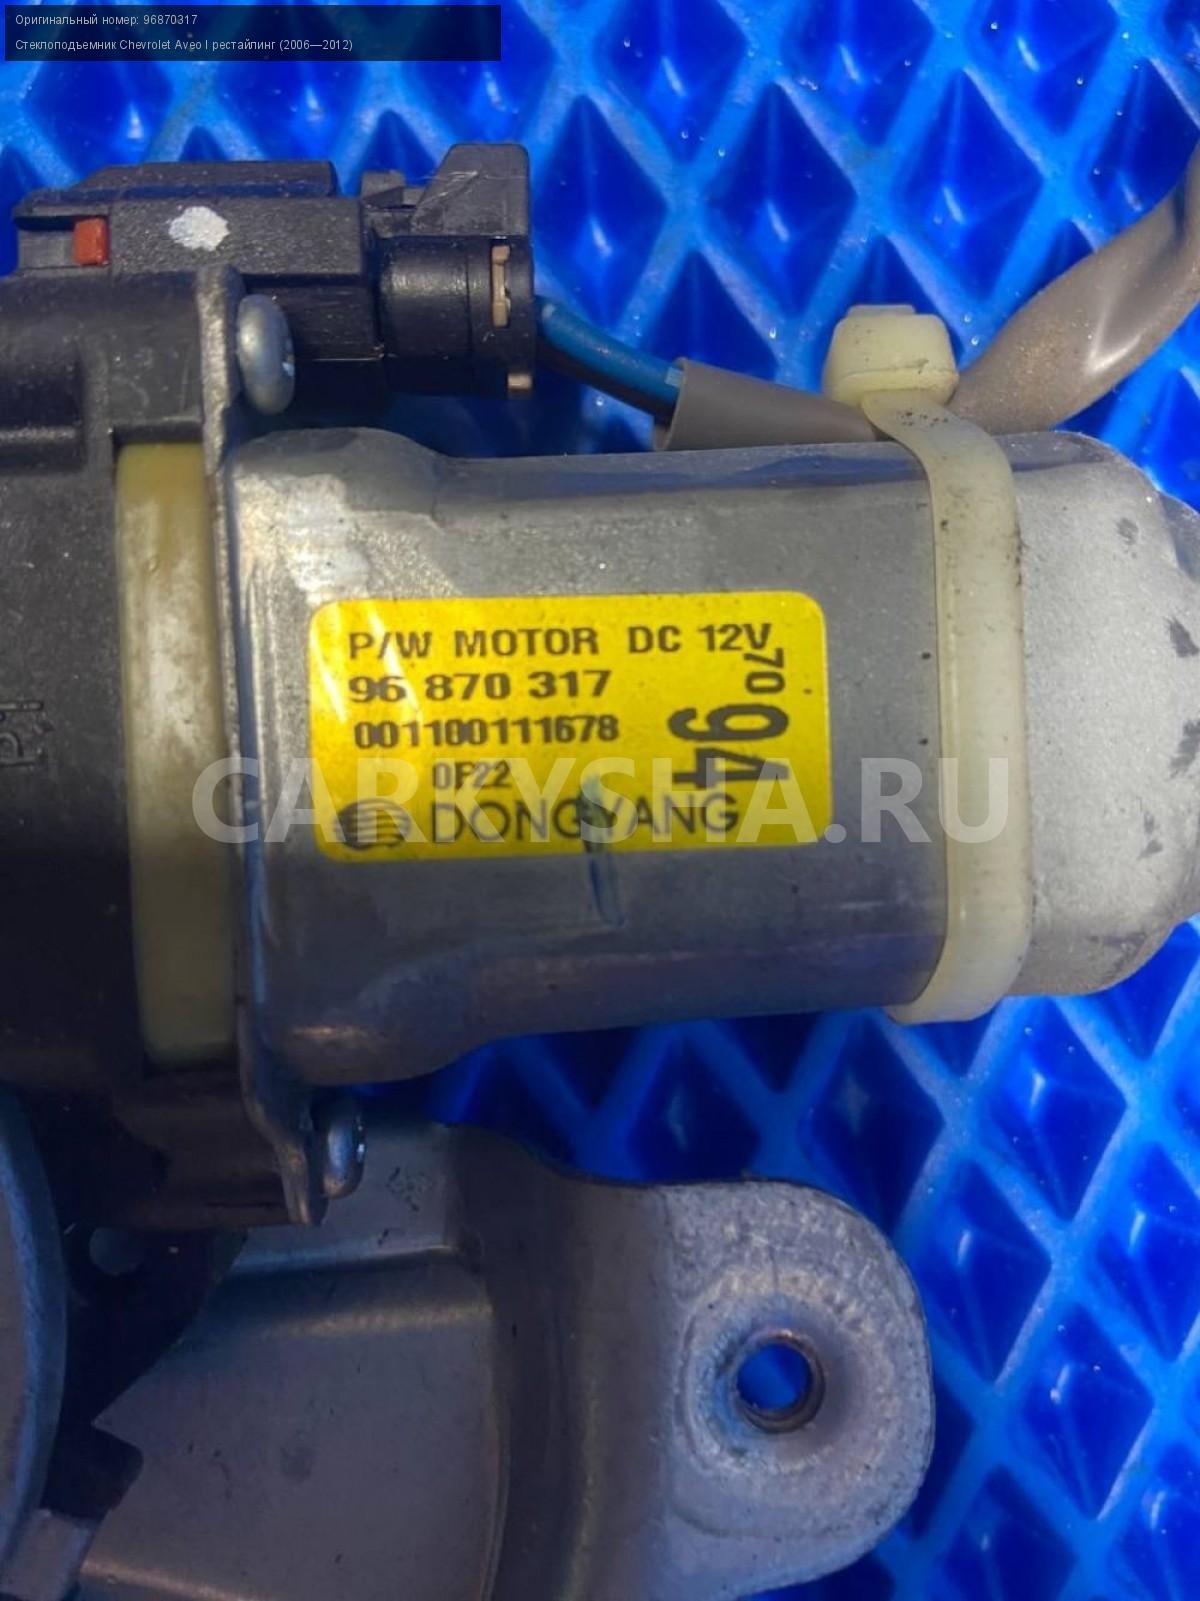 Оригинальный номер: 96870317
Стеклоподъемник Chevrolet Aveo I рестайлинг (2006—2012)
P/W MOTOR DC 12V
96 870 317
001100111678
0F22
DONGYANG
70
94
CARKYSHA.RU